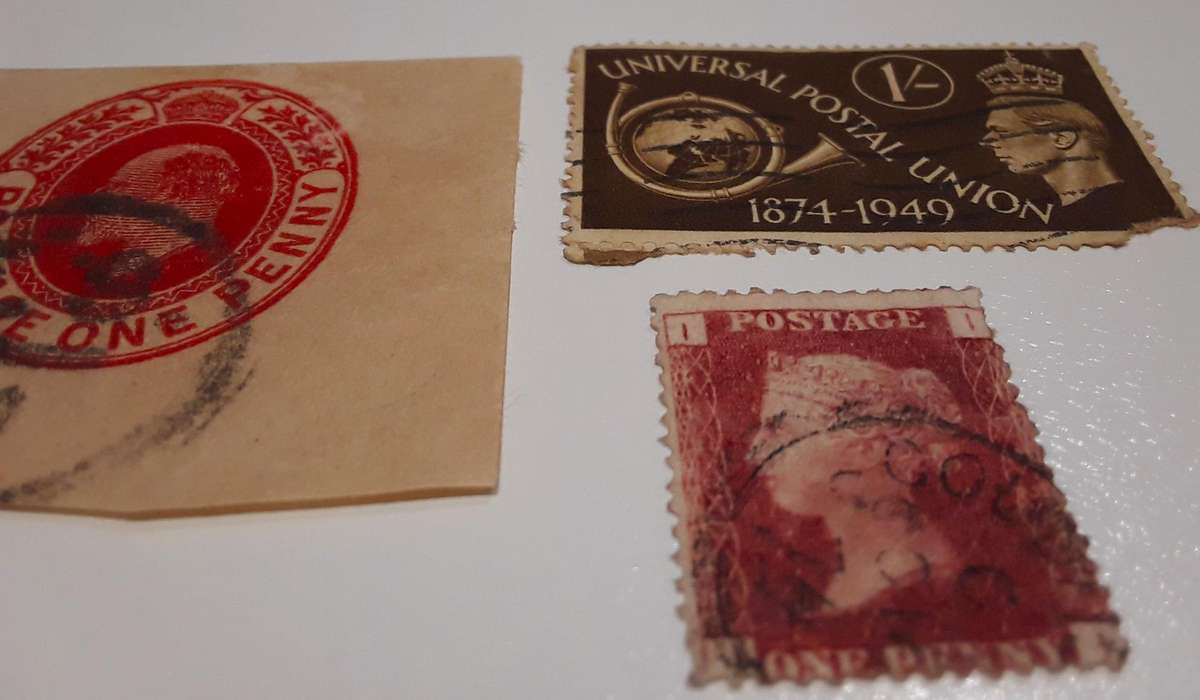 E ONE PENNY
UNIVERSAL POSTAL UNION
1/-
1874-1949
I POSTAGE I
ONE PENNY